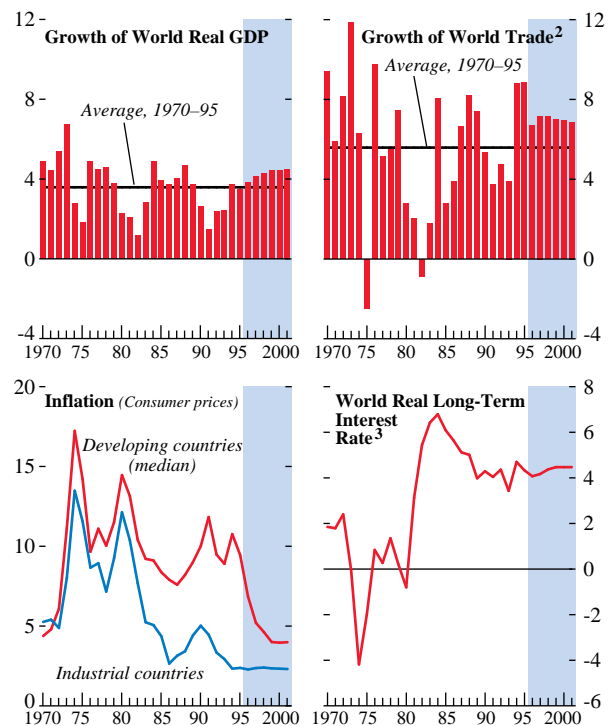 Growth of World Real GDP
Average, 1970–95
12
8
4
0
-4
1970 75 80 85 90 95 2000
Growth of World Trade2
Average, 1970–95
12
8
4
0
-4
1970 75 80 85 90 95 2000
Inflation (Consumer prices)
Developing countries
(median)
Industrial countries
20
15
10
5
0
1970 75 80 85 90 95 2000
World Real Long-Term
Interest
Rate3
8
6
4
2
0
-2
-4
-6
1970 75 80 85 90 95 2000